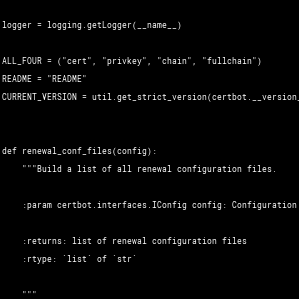 logger = logging.getLogger(__name__)
ALL_FOUR = ("cert", "privkey", "chain", "fullchain")
README = "README"
CURRENT_VERSION = util.get_strict_version(certbot.__version_
def renewal_conf_files(config):
"""Build a list of all renewal configuration files.
:param certbot.interfaces.IConfig config: Configuration
:returns: list of renewal configuration files
:rtype: `list` of `str`
"""